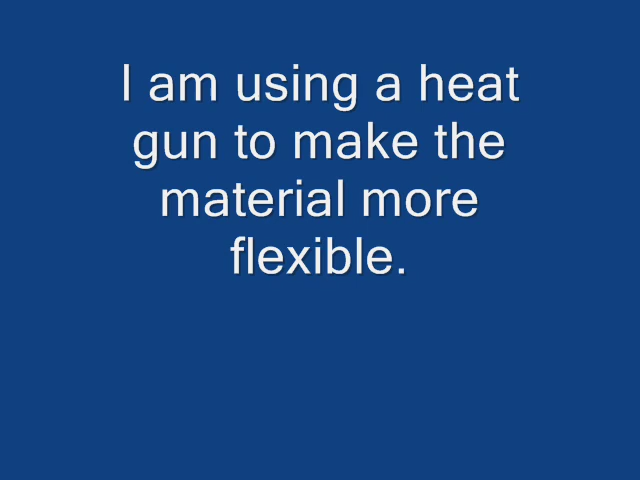 I am using a heat
gun to make the
material more
flexible.